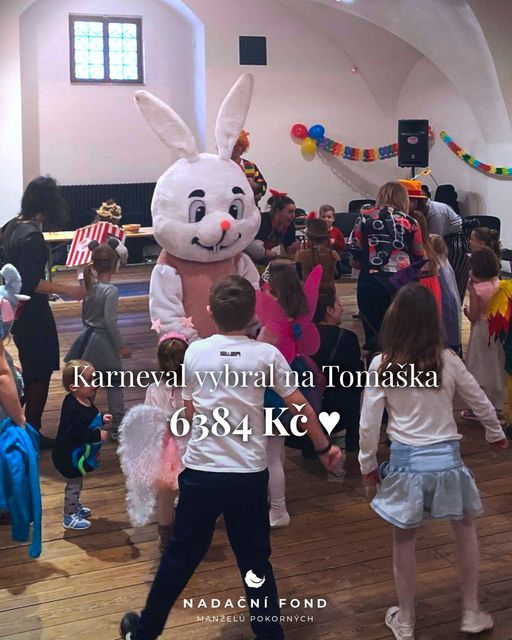 Karneval vybral na Tomáška
6384 Kč ♥
NADAČNÍ FOND
MANŽELŮ POKORNÝCH